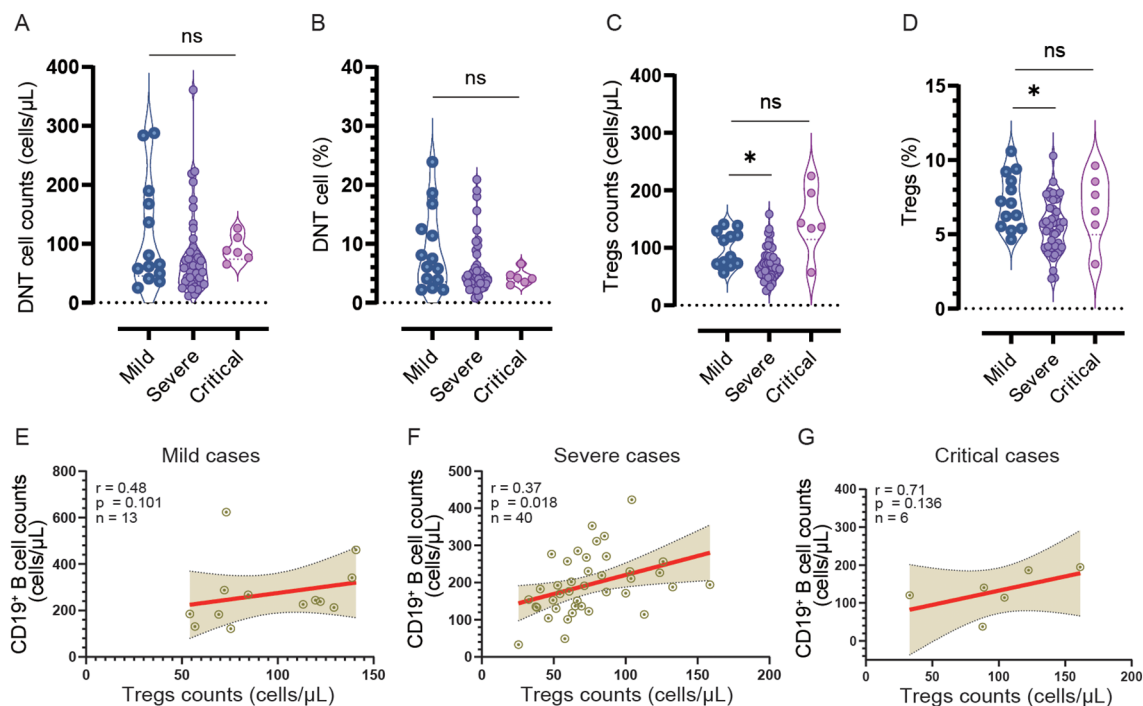 A
ns
DNT cell counts (cells/µL)
400
300
200
100
0
Mild
Severe
Critical
B
ns
DNT cell (%)
40
30
20
10
0
Mild
Severe
Critical
C
ns
*
Tregs counts (cells/µL)
400
300
200
100
0
Mild
Severe
Critical
D
ns
*
Tregs (%)
15
10
5
0
Mild
Severe
Critical
E
Mild cases
r = 0.48
p = 0.101
n = 13
CD19⁺ B cell counts
(cells/µL)
800
600
400
200
0
0 50 100 150
Tregs counts (cells/µL)
F
Severe cases
r = 0.37
p = 0.018
n = 40
CD19⁺ B cell counts
(cells/µL)
500
400
300
200
100
0
0 50 100 150 200
Tregs counts (cells/µL)
G
Critical cases
r = 0.71
p = 0.136
n = 6
CD19⁺ B cell counts
(cells/µL)
400
300
200
100
0
0 50 100 150 200
Tregs counts (cells/µL)